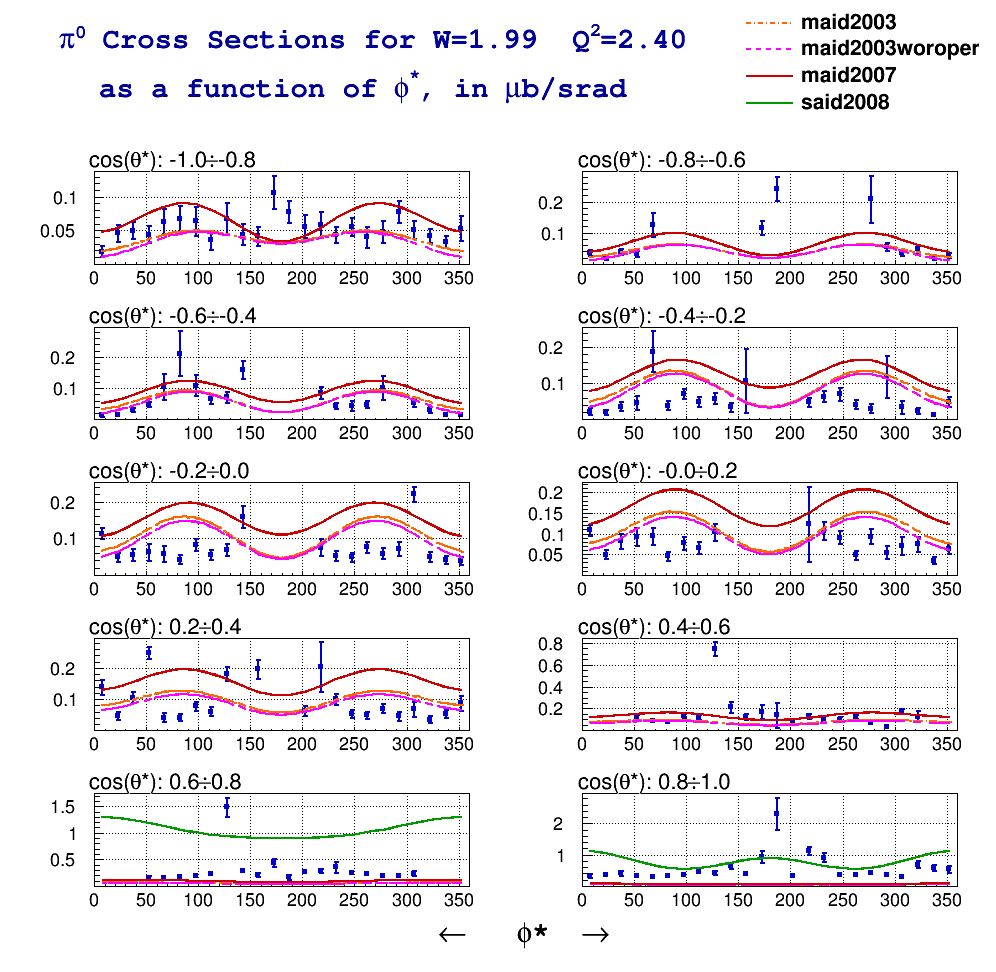 π⁰ Cross Sections for W=1.99 Q²=2.40
as a function of ϕ*, in μb/srad
maid2003
maid2003woroper
maid2007
said2008
cos(θ*): -1.0÷-0.8
0.1
0.05
0 50 100 150 200 250 300 350
cos(θ*): -0.8÷-0.6
0.2
0.1
0 50 100 150 200 250 300 350
cos(θ*): -0.6÷-0.4
0.2
0.1
0 50 100 150 200 250 300 350
cos(θ*): -0.4÷-0.2
0.2
0.1
0 50 100 150 200 250 300 350
cos(θ*): -0.2÷0.0
0.2
0.1
0 50 100 150 200 250 300 350
cos(θ*): -0.0÷0.2
0.2
0.15
0.1
0.05
0 50 100 150 200 250 300 350
cos(θ*): 0.2÷0.4
0.2
0.1
0 50 100 150 200 250 300 350
cos(θ*): 0.4÷0.6
0.8
0.6
0.4
0.2
0 50 100 150 200 250 300 350
cos(θ*): 0.6÷0.8
1.5
1
0.5
0 50 100 150 200 250 300 350
cos(θ*): 0.8÷1.0
2
1
0 50 100 150 200 250 300 350
← ϕ* →